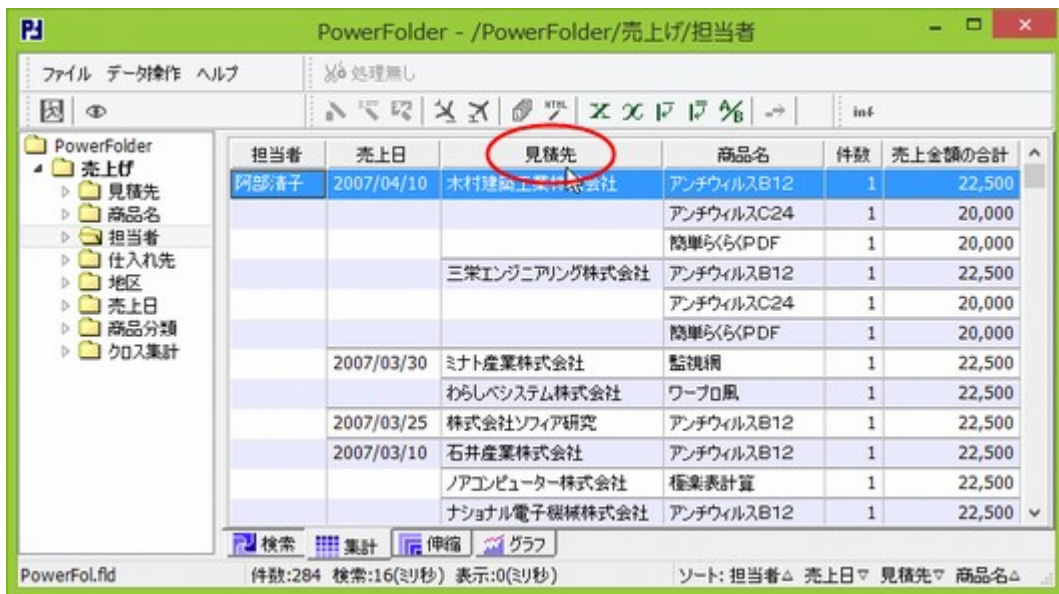 PowerFolder - /PowerFolder/売上げ/担当者
ファイル データ操作 ヘルプ 処理無し
HTML A/B inf
PowerFolder
売上げ
見積先
商品名
担当者
仕入れ先
地区
売上日
商品分類
クロス集計
担当者 売上日 見積先 商品名 件数 売上金額の合計
阿部清子 2007/04/10 木村建築工業株式会社 アンチウィルスB12 1 22,500
アンチウィルスC24 1 20,000
簡単らくらくPDF 1 20,000
三栄エンジニアリング株式会社 アンチウィルスB12 1 22,500
アンチウィルスC24 1 20,000
簡単らくらくPDF 1 20,000
2007/03/30 ミナト産業株式会社 監視網 1 22,500
わらしべシステム株式会社 ワープロ風 1 22,500
2007/03/25 株式会社ソフィア研究 アンチウィルスB12 1 22,500
2007/03/10 石井産業株式会社 アンチウィルスB12 1 22,500
ノアコンピューター株式会社 極楽表計算 1 22,500
ナショナル電子機械株式会社 アンチウィルスB12 1 22,500
検索 集計 伸縮 グラフ
PowerFol.fld 件数:284 検索:16(ミリ秒) 表示:0(ミリ秒) ソート: 担当者△ 売上日▽ 見積先▽ 商品名△